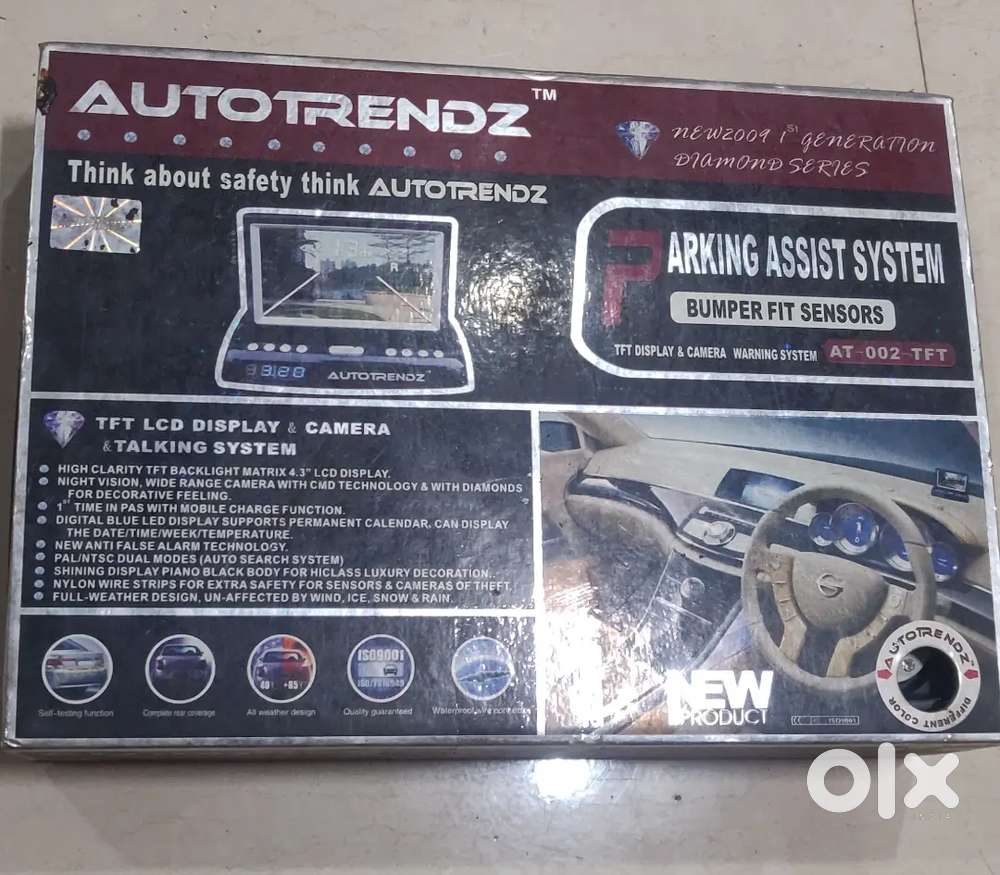 AUTOTRENDZ™
NEW2009 1St GENERATION
DIAMOND SERIES
Think about safety think AUTOTRENDZ
PARKING ASSIST SYSTEM
BUMPER FIT SENSORS
TFT DISPLAY & CAMERA WARNING SYSTEM AT-002-TFT
AUTOTRENDZ
TFT LCD DISPLAY & CAMERA
& TALKING SYSTEM
HIGH CLARITY TFT BACKLIGHT MATRIX 4.3" LCD DISPLAY.
NIGHT VISION, WIDE RANGE CAMERA WITH CMD TECHNOLOGY & WITH DIAMONDS
FOR DECORATIVE FEELING.
1st TIME IN PAS WITH MOBILE CHARGE FUNCTION.
DIGITAL BLUE LED DISPLAY SUPPORTS PERMANENT CALENDAR, CAN DISPLAY
THE DATE/TIME/WEEK/TEMPERATURE.
NEW ANTI FALSE ALARM TECHNOLOGY.
PAL/NTSC DUAL MODES (AUTO SEARCH SYSTEM)
SHINING DISPLAY PIANO BLACK BODY FOR HICLASS LUXURY DECORATION..
NYLON WIRE STRIPS FOR EXTRA SAFETY FOR SENSORS & CAMERAS OF THEFT.
FULL-WEATHER DESIGN, UN-AFFECTED BY WIND, ICE, SNOW & RAIN.
ISO9001
Self-testing function
Complete rear coverage
All weather design
Quality guaranteed
Waterproof wire
NEW
PRODUCT
ISO9001
AUTOTRENDZ
DIFFERENT COLOR
olx
INDIA